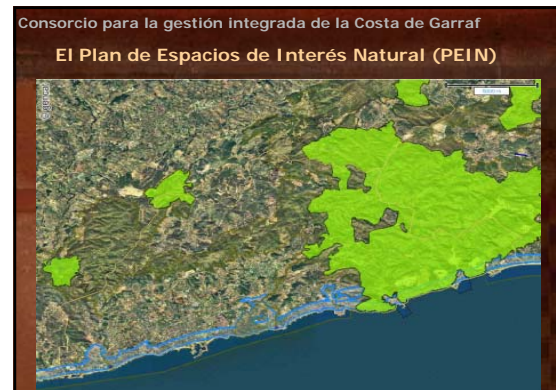 Consorcio para la gestión integrada de la Costa de Garraf
El Plan de Espacios de Interés Natural (PEIN)